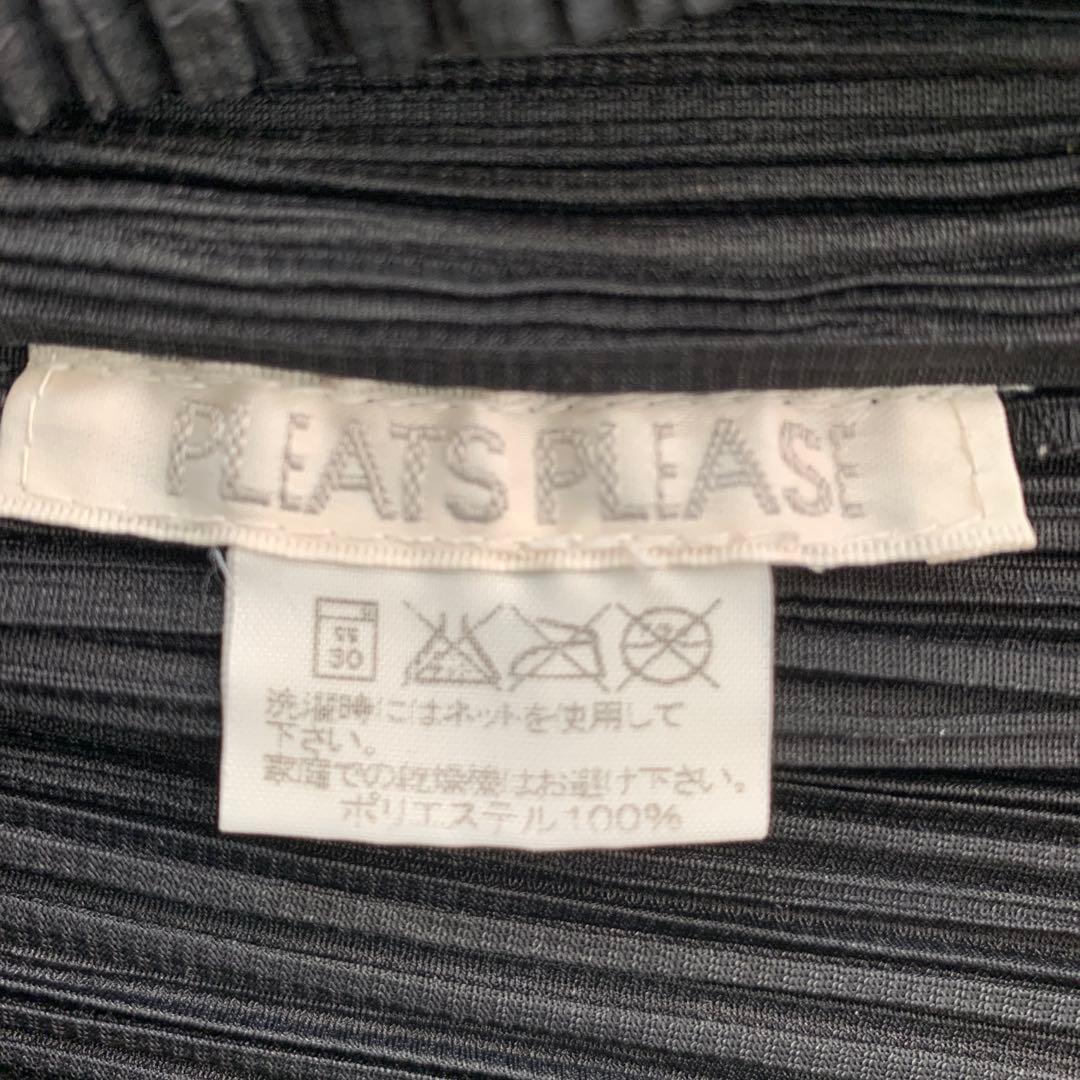 PLEATS PLEASE
弱
30
洗濯時にはネットを使用して
下さい。
家庭での乾燥機はお避け下さい。
ポリエステル100%